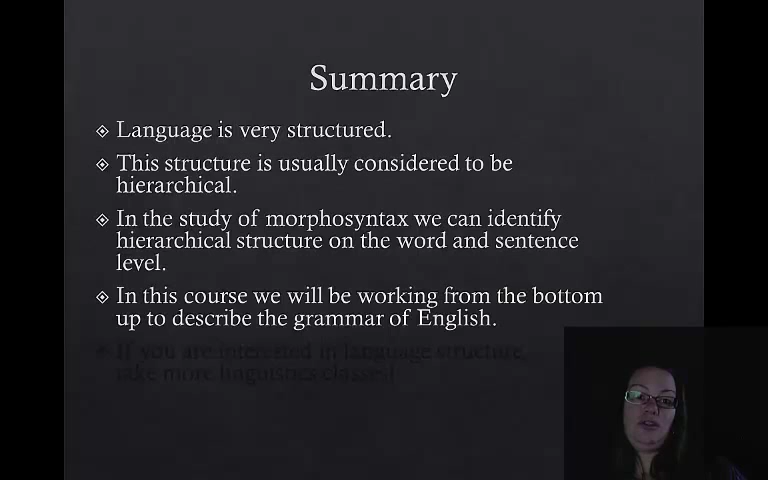 Summary
Language is very structured.
This structure is usually considered to be
hierarchical.
In the study of morphosyntax we can identify
hierarchical structure on the word and sentence
level.
In this course we will be working from the bottom
up to describe the grammar of English.
If you are interested in language structure,
take more linguistics classes!